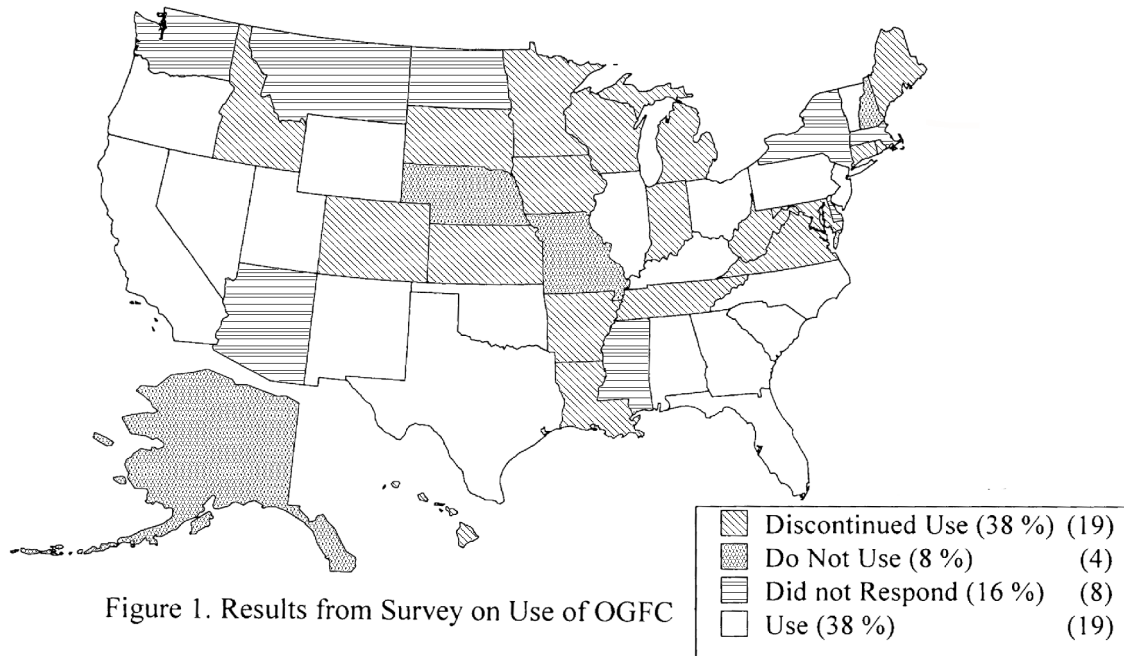 Discontinued Use (38 %) (19)
Do Not Use (8 %) (4)
Did not Respond (16 %) (8)
Use (38 %) (19)
Figure 1. Results from Survey on Use of OGFC